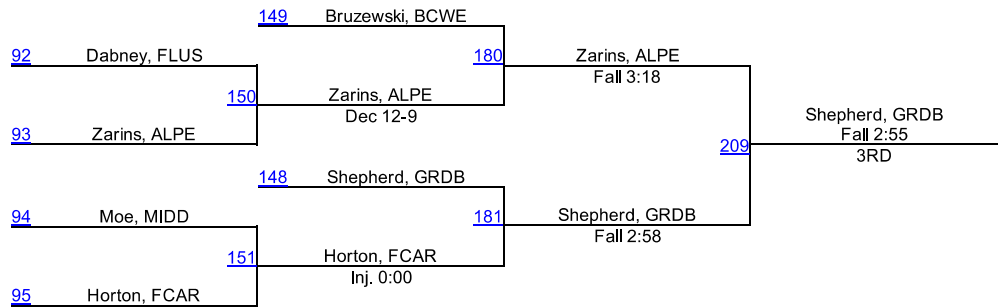 149 Bruzewski, BCWE
92 Dabney, FLUS
180 Zarins, ALPE
Fall 3:18
150 Zarins, ALPE
Dec 12-9
93 Zarins, ALPE
Shepherd, GRDB
Fall 2:55
209
3RD
148 Shepherd, GRDB
94 Moe, MIDD
181 Shepherd, GRDB
Fall 2:58
151 Horton, FCAR
Inj. 0:00
95 Horton, FCAR